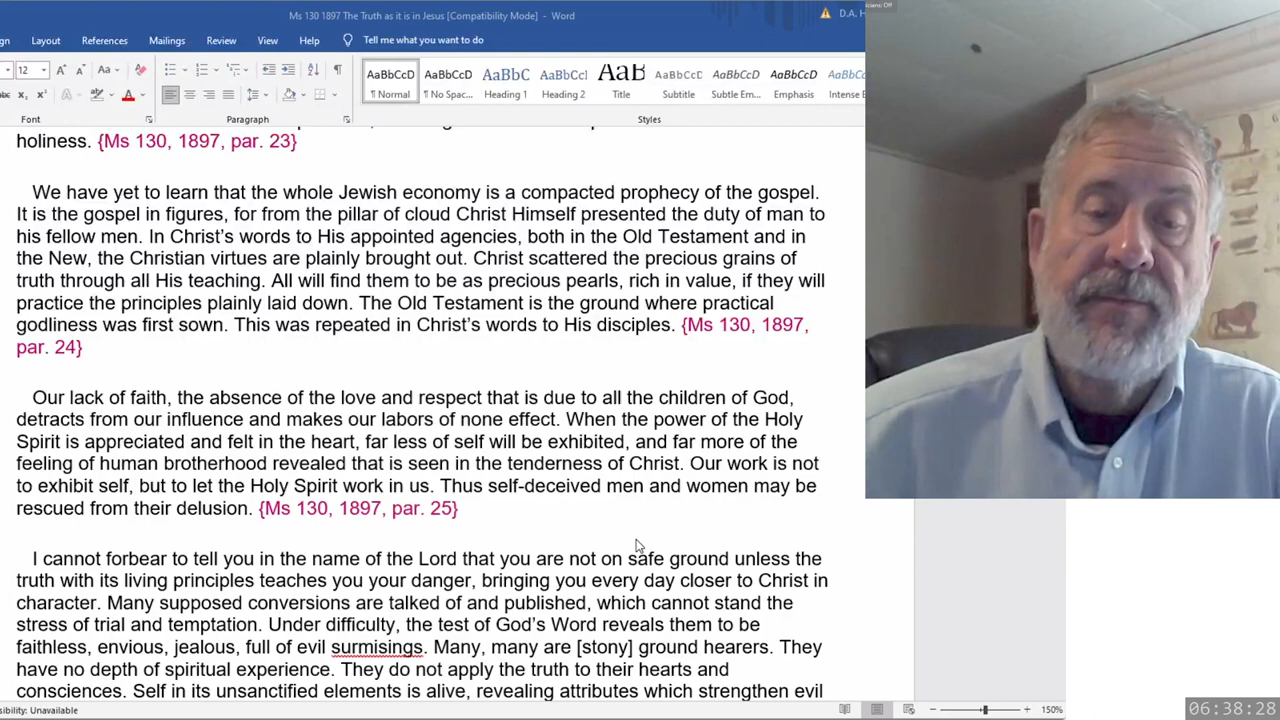 Ms 130 1897 The Truth as it is in Jesus [Compatibility Mode] - Word
D.A. H
icians: Off
gn Layout References Mailings Review View Help Tell me what you want to do
12 Aa
AaBbCcD AaBbCcD AaBbC AaBbCc AaB AaBbCcD AaBbCcD AaBbCcD AaBbCc
¶ Normal ¶ No Spac... Heading 1 Heading 2 Title Subtitle Subtle Em... Emphasis Intense E
Font Paragraph Styles
holiness. {Ms 130, 1897, par. 23}
We have yet to learn that the whole Jewish economy is a compacted prophecy of the gospel.
It is the gospel in figures, for from the pillar of cloud Christ Himself presented the duty of man to
his fellow men. In Christ's words to His appointed agencies, both in the Old Testament and in
the New, the Christian virtues are plainly brought out. Christ scattered the precious grains of
truth through all His teaching. All will find them to be as precious pearls, rich in value, if they will
practice the principles plainly laid down. The Old Testament is the ground where practical
godliness was first sown. This was repeated in Christ's words to His disciples. {Ms 130, 1897,
par. 24}
Our lack of faith, the absence of the love and respect that is due to all the children of God,
detracts from our influence and makes our labors of none effect. When the power of the Holy
Spirit is appreciated and felt in the heart, far less of self will be exhibited, and far more of the
feeling of human brotherhood revealed that is seen in the tenderness of Christ. Our work is not
to exhibit self, but to let the Holy Spirit work in us. Thus self-deceived men and women may be
rescued from their delusion. {Ms 130, 1897, par. 25}
I cannot forbear to tell you in the name of the Lord that you are not on safe ground unless the
truth with its living principles teaches you your danger, bringing you every day closer to Christ in
character. Many supposed conversions are talked of and published, which cannot stand the
stress of trial and temptation. Under difficulty, the test of God's Word reveals them to be
faithless, envious, jealous, full of evil surmisings. Many, many are [stony] ground hearers. They
have no depth of spiritual experience. They do not apply the truth to their hearts and
consciences. Self in its unsanctified elements is alive, revealing attributes which strengthen evil
sibility: Unavailable
150%
06:38:28